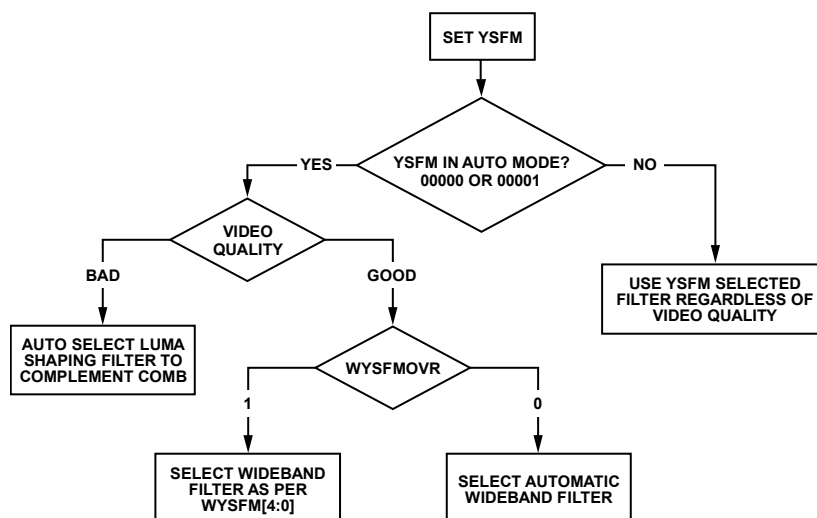 SET YSFM
YSFM IN AUTO MODE?
00000 OR 00001
YES
NO
VIDEO
QUALITY
BAD
GOOD
USE YSFM SELECTED
FILTER REGARDLESS OF
VIDEO QUALITY
AUTO SELECT LUMA
SHAPING FILTER TO
COMPLEMENT COMB
WYSFMOVR
1
0
SELECT WIDEBAND
FILTER AS PER
WYSFM[4:0]
SELECT AUTOMATIC
WIDEBAND FILTER